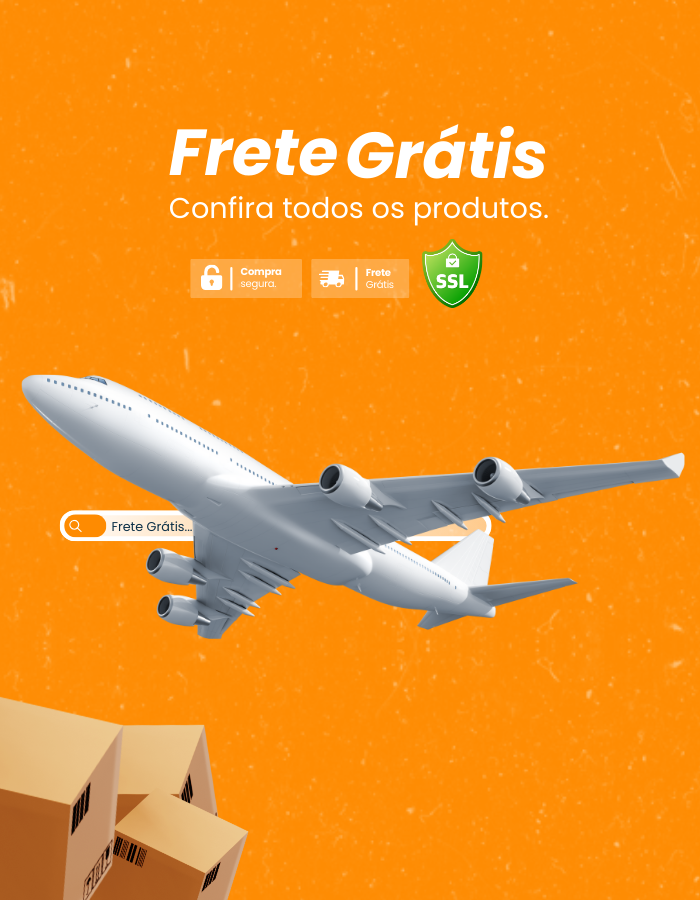 Frete Grátis
Confira todos os produtos.
Compra
segura.
Frete
Grátis
SSL
Frete Grátis...